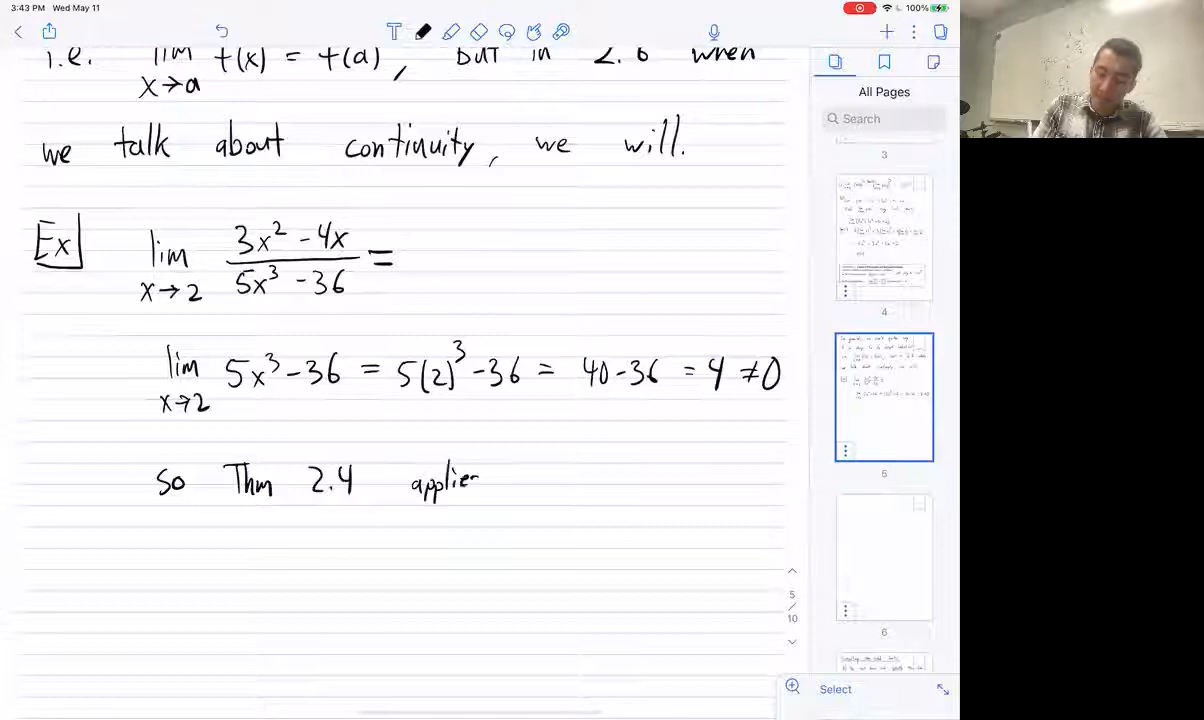 3:43 PM Wed May 11
100%
i.e. lim x→a f(x) = f(a), but in 2.6 when
we talk about continuity, we will.
Ex lim x→2 (3x² - 4x)/(5x³ - 36) =
lim x→2 5x³ - 36 = 5(2)³ - 36 = 40 - 36 = 4 ≠ 0
so Thm 2.4 applies
5
/
10
All Pages
Search
3
4
5
6
Select